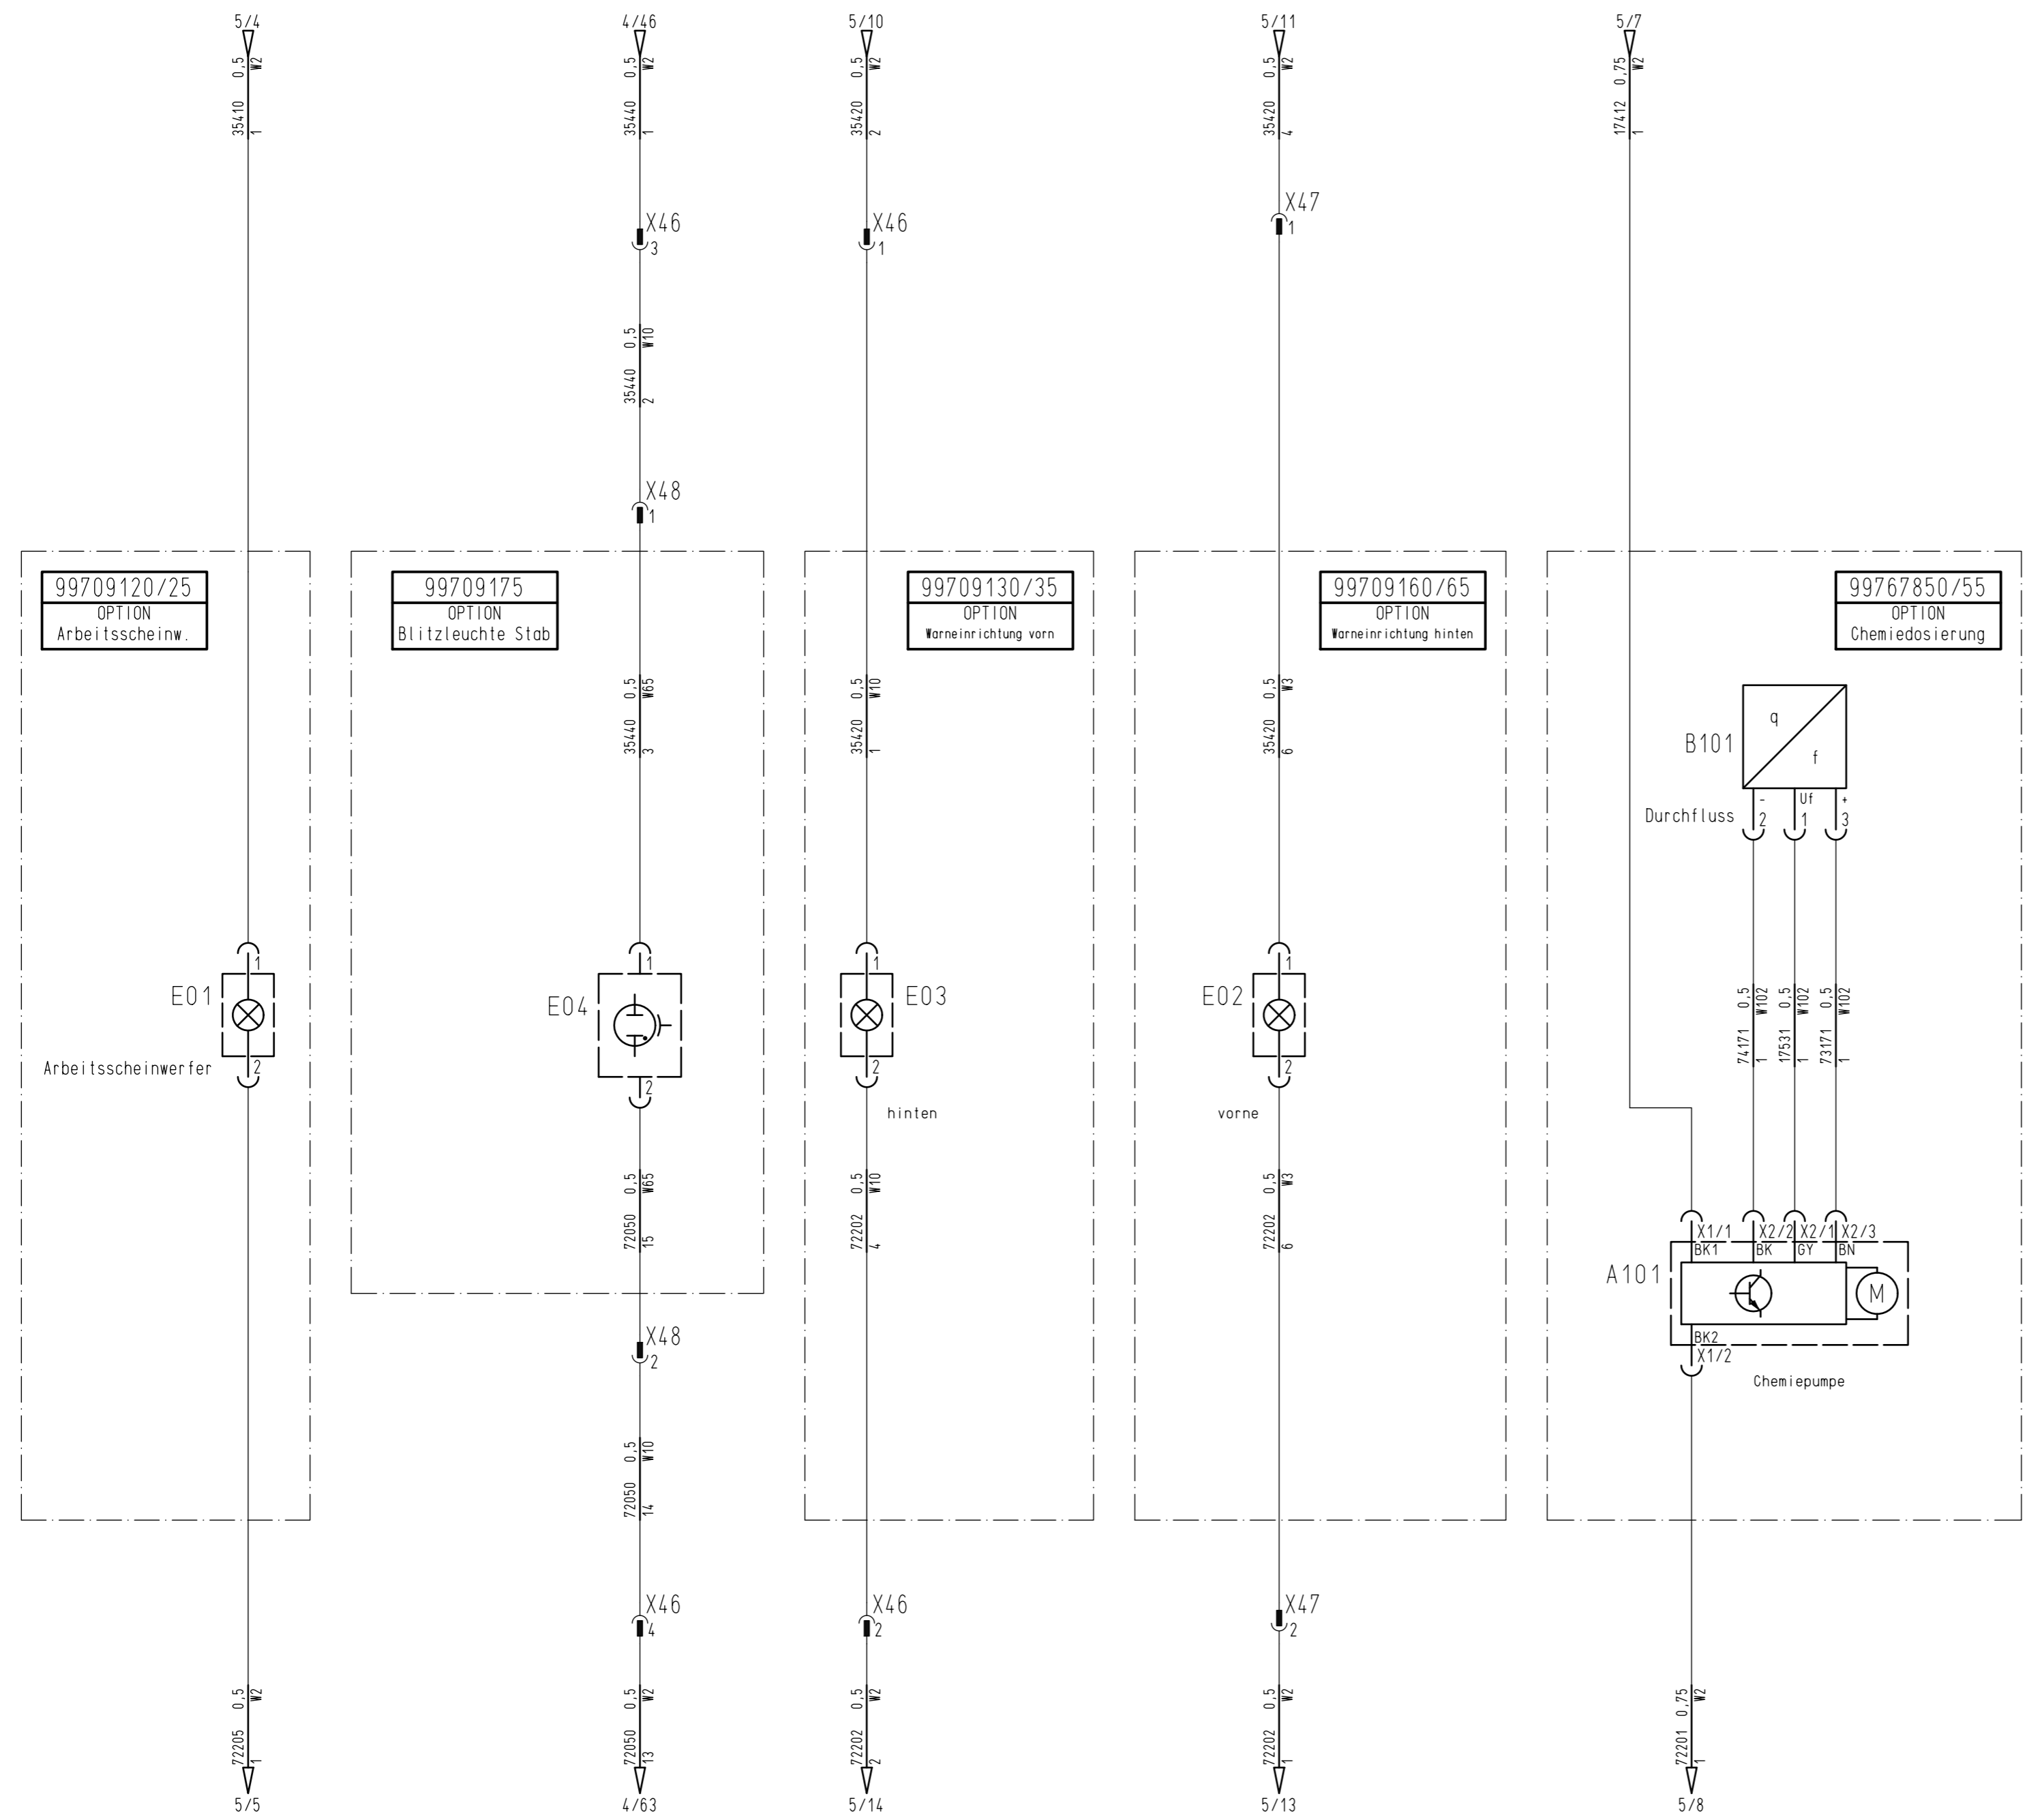 5/4
4/46
5/10
5/11
5/7
35410 0,5
1 W2
35440 0,5
1 W2
35420 0,5
2 W2
35420 0,5
4 W2
17412 0,75
1 W2
X46
3
X46
1
X47
1
35440 0,5
2 W10
X48
1
99709120/25
OPTION
Arbeitsscheinw.
99709175
OPTION
Blitzleuchte Stab
99709130/35
OPTION
Warneinrichtung vorn
99709160/65
OPTION
Warneinrichtung hinten
99767850/55
OPTION
Chemiedosierung
35440 0,5
3 W65
35420 0,5
1 W10
35420 0,5
6 W3
B101
q
f
Durchfluss
- Uf +
2 1 3
E01
1
2
Arbeitsscheinwerfer
E04
1
2
E03
1
2
hinten
E02
1
2
vorne
74171 0,5
1 W102
17531 0,5
1 W102
73171 0,5
1 W102
72050 0,5
15 W65
72202 0,5
4 W10
72202 0,5
6 W3
X1/1 X2/2 X2/1 X2/3
BK1 BK GY BN
A101
M
BK2
X1/2
Chemiepumpe
X48
2
72050 0,5
14 W10
X46
4
X46
2
X47
2
72205 0,5
1 W2
72050 0,5
13 W2
72202 0,5
2 W2
72202 0,5
1 W2
72201 0,75
1 W2
5/5
4/63
5/14
5/13
5/8